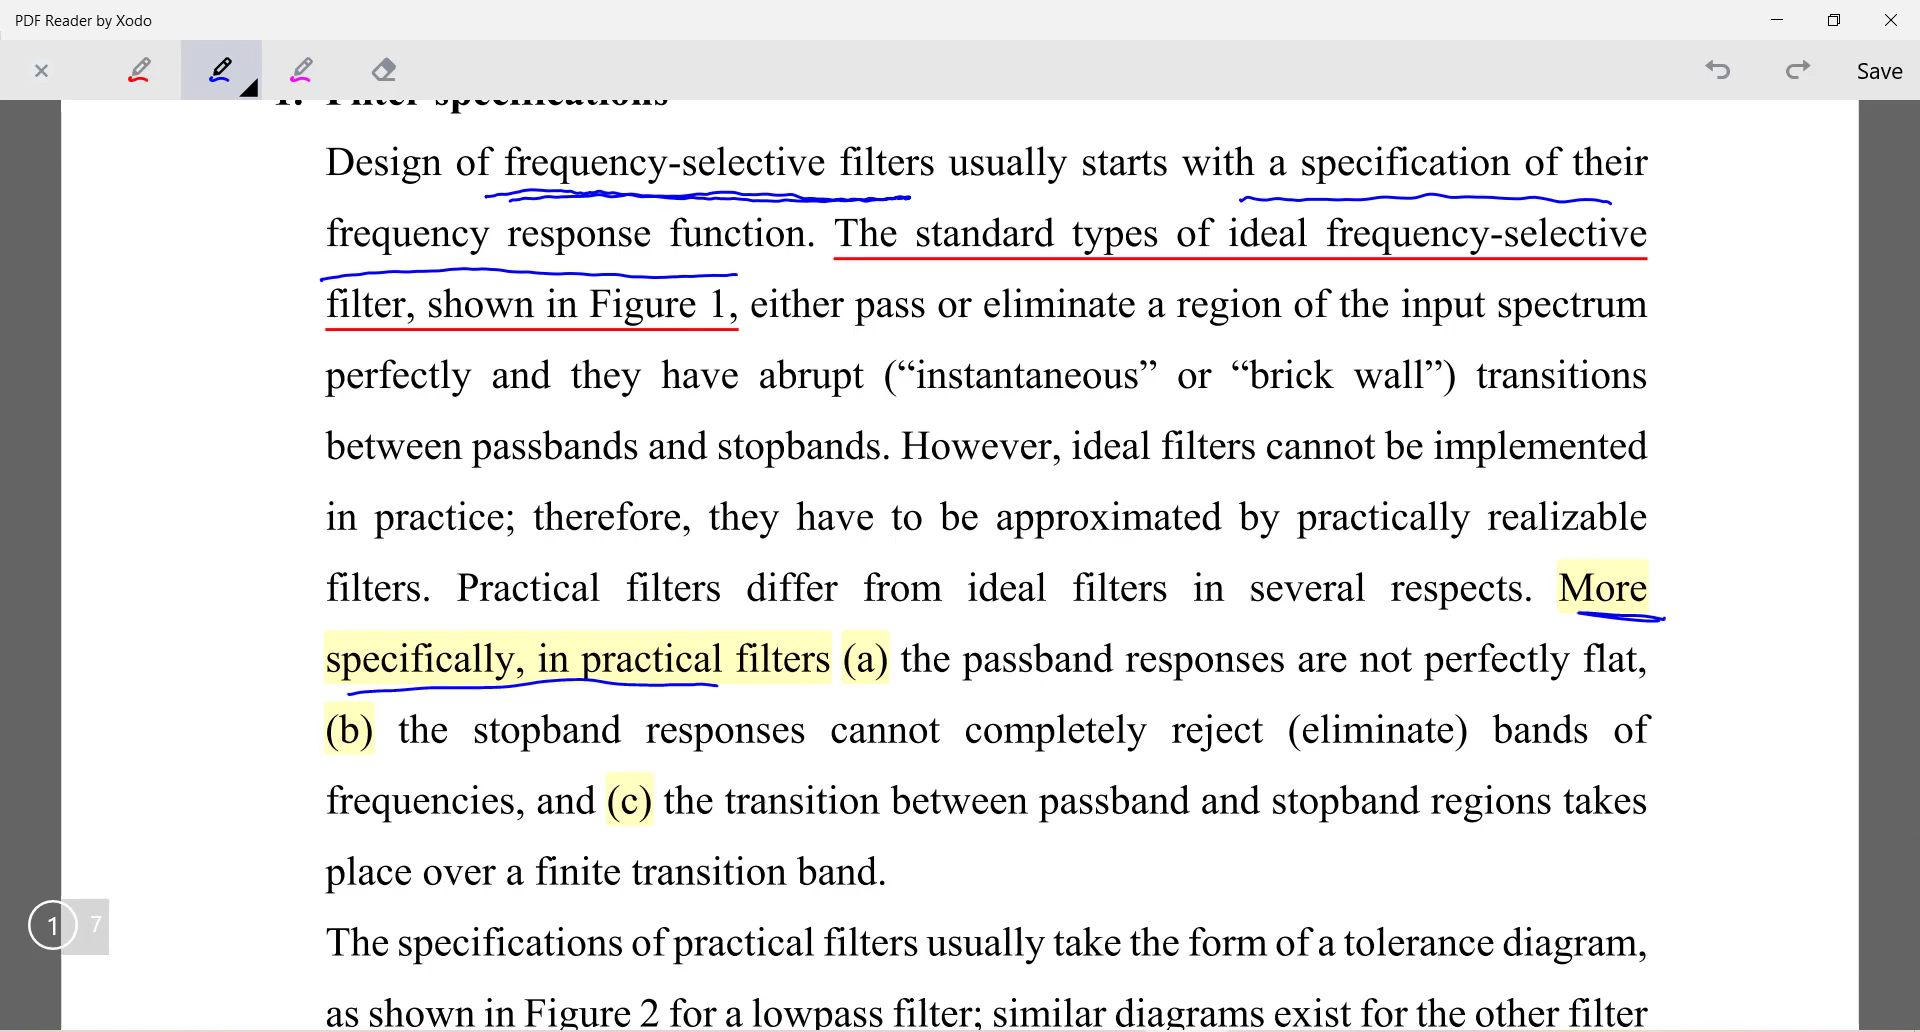 PDF Reader by Xodo
Save
1. Filter specifications
Design of frequency-selective filters usually starts with a specification of their
frequency response function. The standard types of ideal frequency-selective
filter, shown in Figure 1, either pass or eliminate a region of the input spectrum
perfectly and they have abrupt (“instantaneous” or “brick wall”) transitions
between passbands and stopbands. However, ideal filters cannot be implemented
in practice; therefore, they have to be approximated by practically realizable
filters. Practical filters differ from ideal filters in several respects. More
specifically, in practical filters (a) the passband responses are not perfectly flat,
(b) the stopband responses cannot completely reject (eliminate) bands of
frequencies, and (c) the transition between passband and stopband regions takes
place over a finite transition band.
1 7
The specifications of practical filters usually take the form of a tolerance diagram,
as shown in Figure 2 for a lowpass filter; similar diagrams exist for the other filter